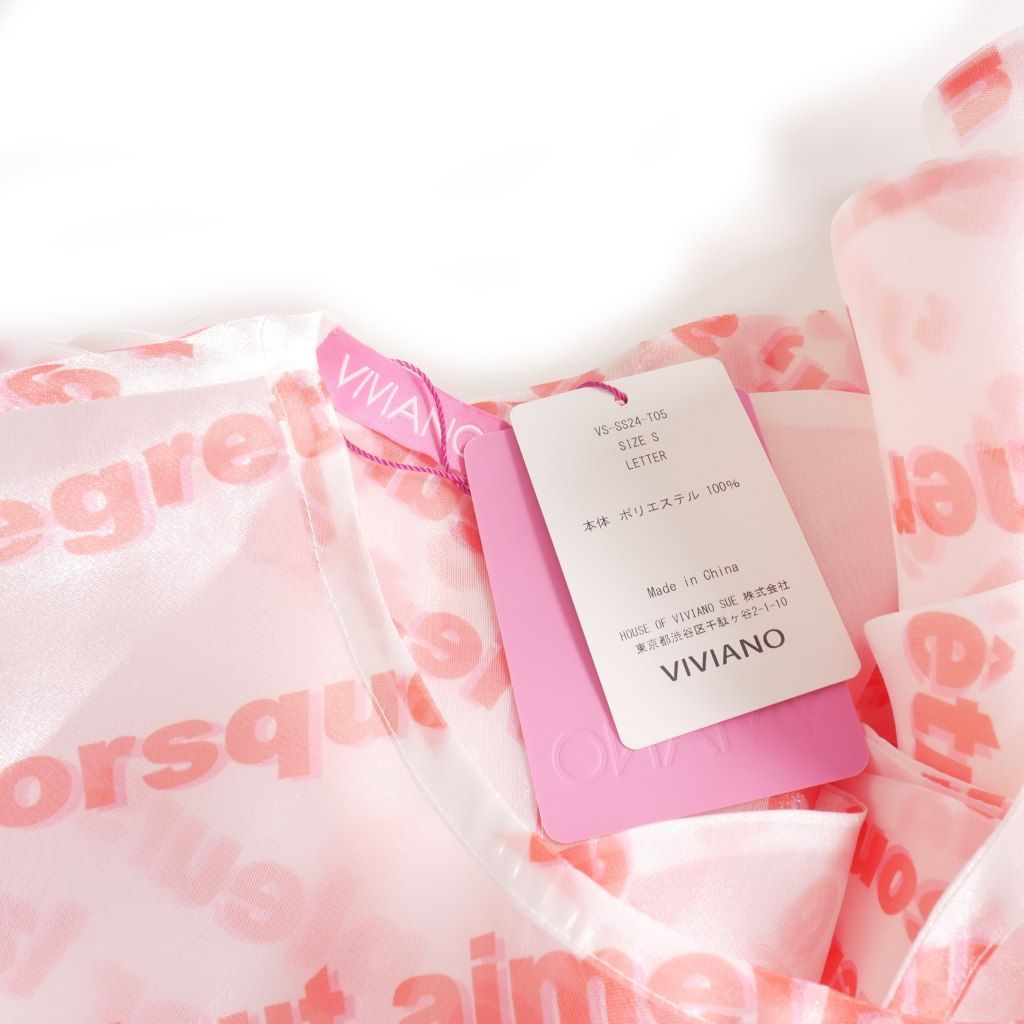 VIVIANO
VS-SS24-T05
SIZE S
LETTER
本体 ポリエステル 100%
Made in China
HOUSE OF VIVIANO SUE 株式会社
東京都渋谷区千駄ケ谷2-1-10
VIVIANO
VIVIANO
egret
orsque
aime